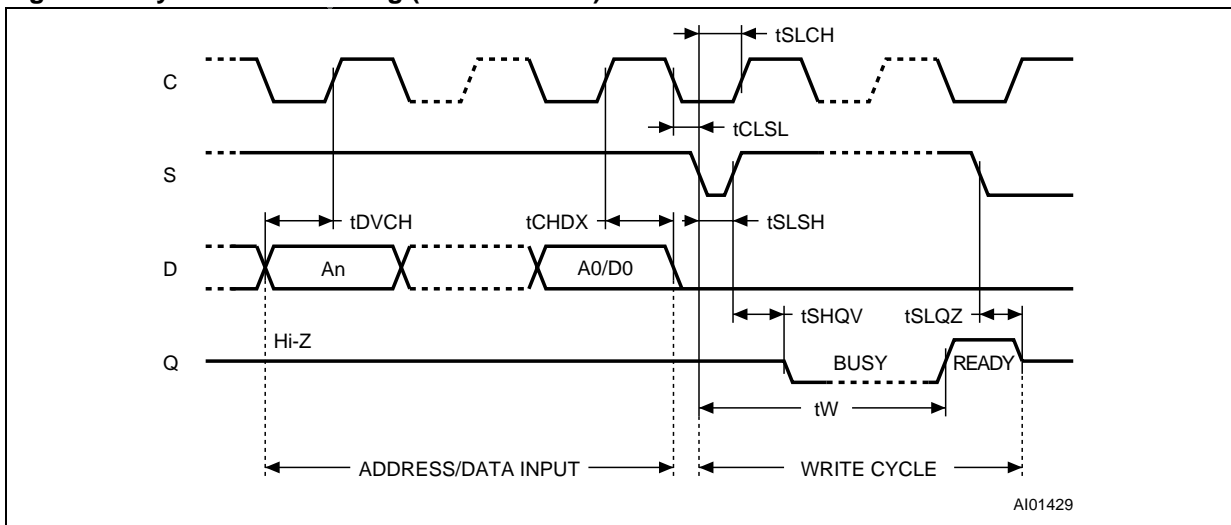 tSLCH
C
tCLSL
S
tDVCH tCHDX tSLSH
D An A0/D0
tSHQV tSLQZ
Hi-Z
Q BUSY READY
tW
ADDRESS/DATA INPUT WRITE CYCLE
AI01429